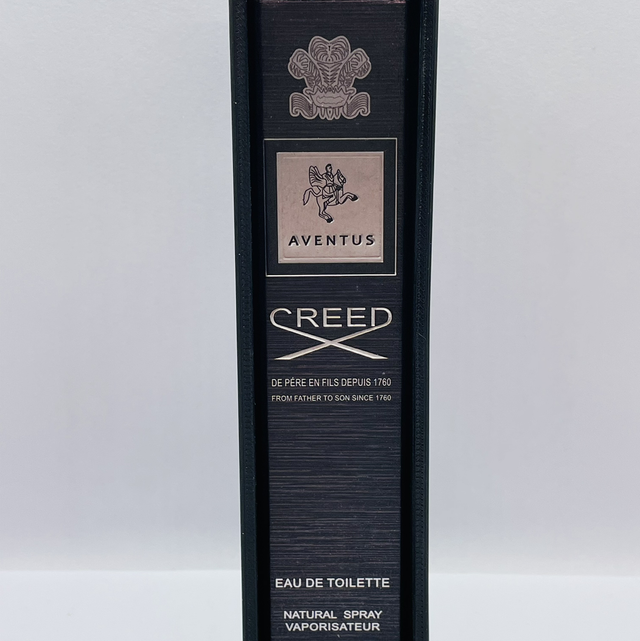 AVENTUS
CREED
DE PÈRE EN FILS DEPUIS 1760
FROM FATHER TO SON SINCE 1760
EAU DE TOILETTE
NATURAL SPRAY
VAPORISATEUR